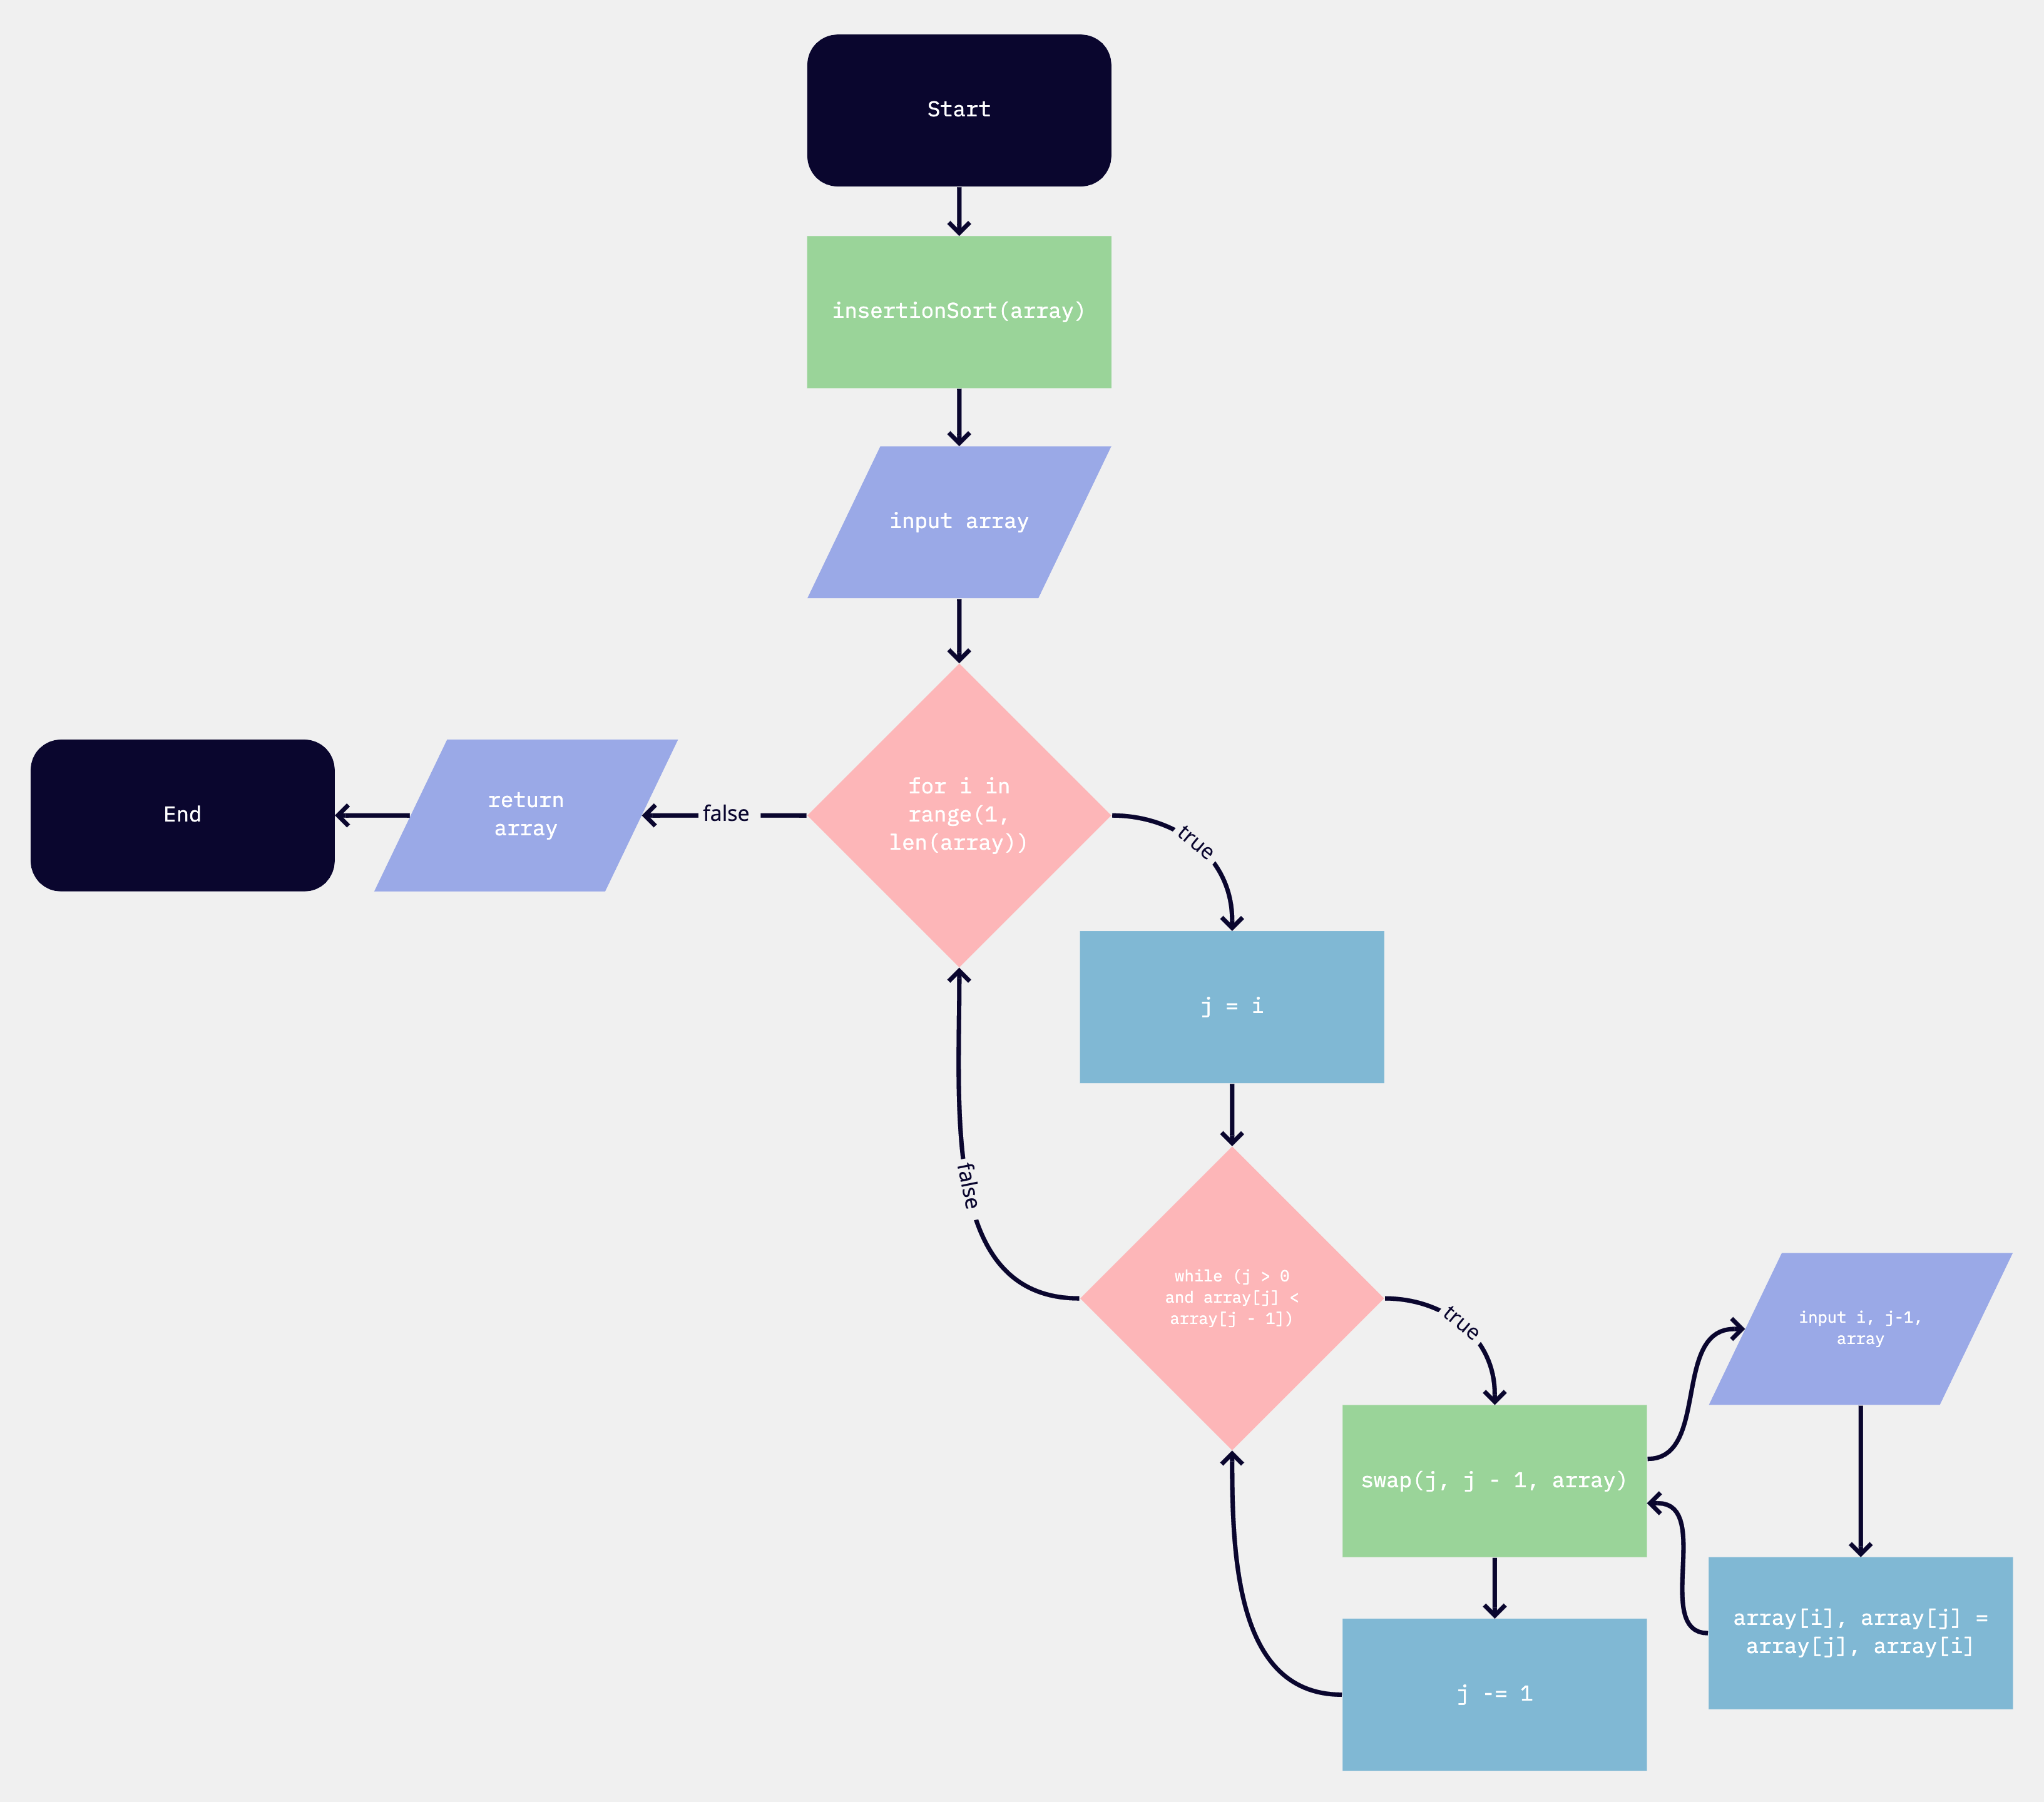 Start
insertionSort(array)
input array
for i in
range(1,
len(array))
false
return
array
End
true
j = i
false
while (j > 0
and array[j] <
array[j - 1])
true
input i, j-1,
array
swap(j, j - 1, array)
array[i], array[j] =
array[j], array[i]
j -= 1